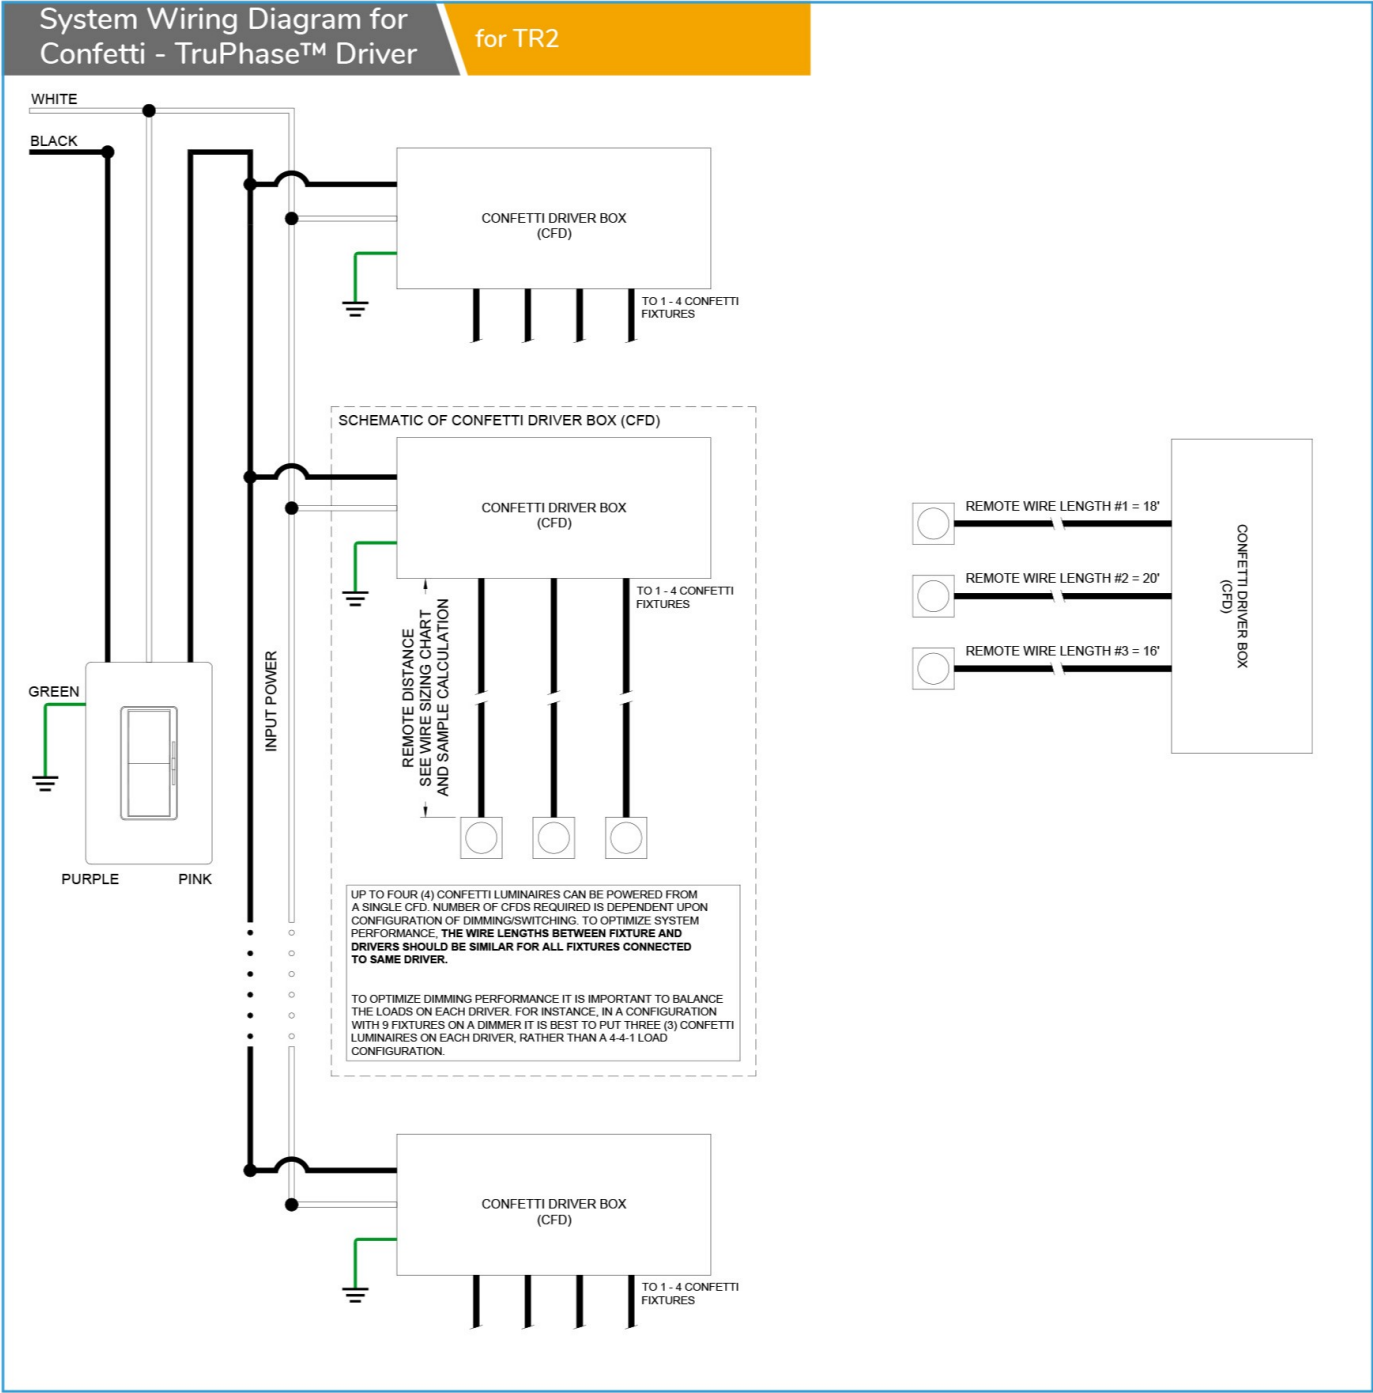 System Wiring Diagram for
Confetti - TruPhase™ Driver
for TR2
WHITE
BLACK
CONFETTI DRIVER BOX
(CFD)
TO 1 - 4 CONFETTI
FIXTURES
SCHEMATIC OF CONFETTI DRIVER BOX (CFD)
CONFETTI DRIVER BOX
(CFD)
TO 1 - 4 CONFETTI
FIXTURES
REMOTE DISTANCE
SEE WIRE SIZING CHART
AND SAMPLE CALCULATION
INPUT POWER
GREEN
PURPLE
PINK
UP TO FOUR (4) CONFETTI LUMINAIRES CAN BE POWERED FROM
A SINGLE CFD. NUMBER OF CFDS REQUIRED IS DEPENDENT UPON
CONFIGURATION OF DIMMING/SWITCHING. TO OPTIMIZE SYSTEM
PERFORMANCE, THE WIRE LENGTHS BETWEEN FIXTURE AND
DRIVERS SHOULD BE SIMILAR FOR ALL FIXTURES CONNECTED
TO SAME DRIVER.
TO OPTIMIZE DIMMING PERFORMANCE IT IS IMPORTANT TO BALANCE
THE LOADS ON EACH DRIVER. FOR INSTANCE, IN A CONFIGURATION
WITH 9 FIXTURES ON A DIMMER IT IS BEST TO PUT THREE (3) CONFETTI
LUMINAIRES ON EACH DRIVER, RATHER THAN A 4-4-1 LOAD
CONFIGURATION.
CONFETTI DRIVER BOX
(CFD)
TO 1 - 4 CONFETTI
FIXTURES
REMOTE WIRE LENGTH #1 = 18'
REMOTE WIRE LENGTH #2 = 20'
REMOTE WIRE LENGTH #3 = 16'
CONFETTI DRIVER BOX
(CFD)